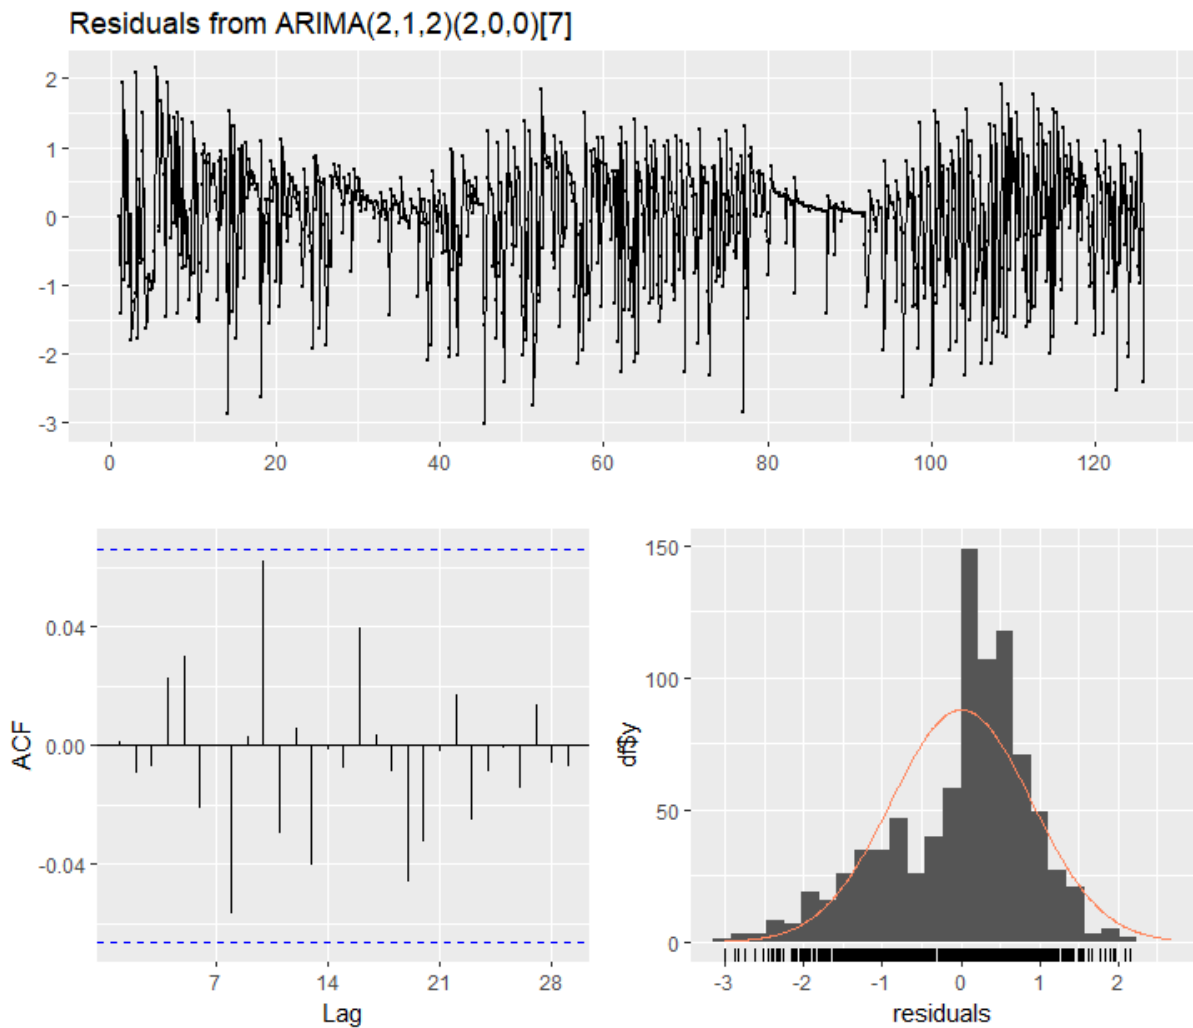 Residuals from ARIMA(2,1,2)(2,0,0)[7]
2
1
0
-1
-2
-3
0 20 40 60 80 100 120
ACF
0.04
0.00
-0.04
7 14 21 28
Lag
df$y
150
100
50
0
-3 -2 -1 0 1 2
residuals